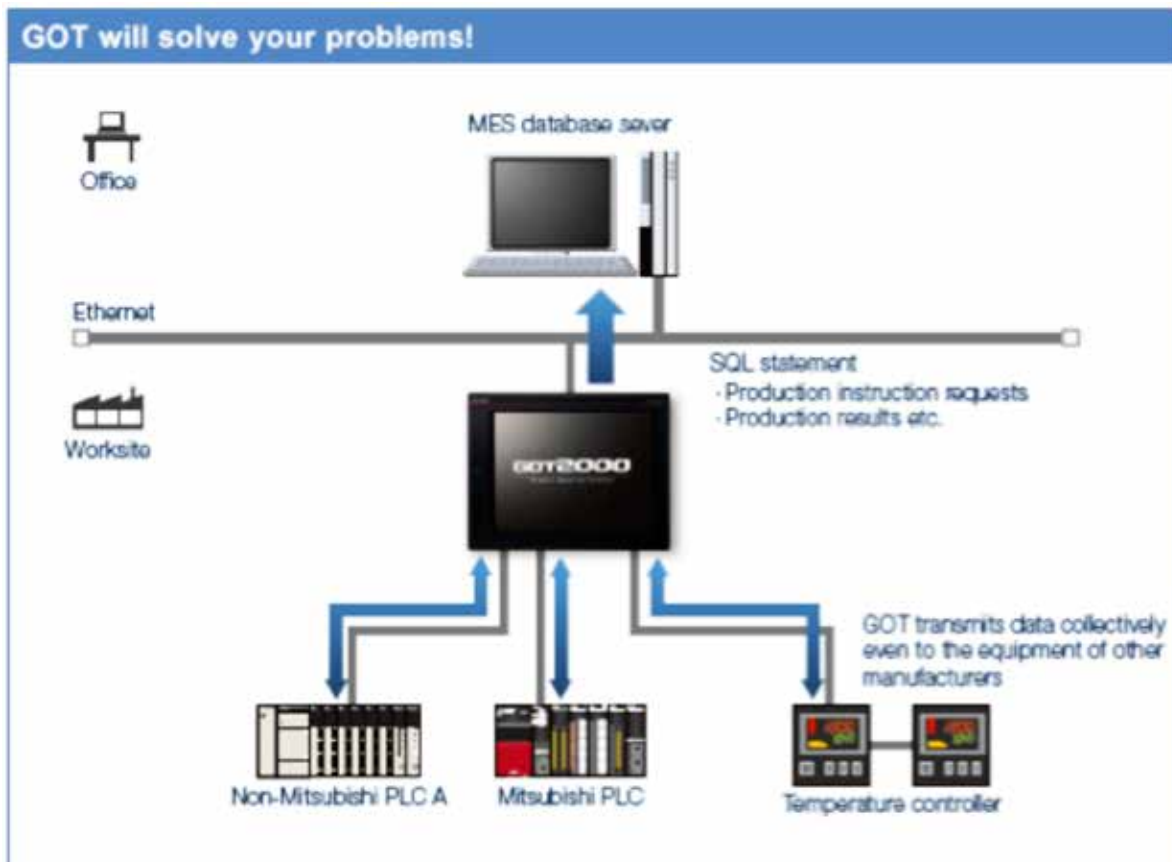 GOT will solve your problems!
MES database sever
Office
Ethernet
SQL statement
· Production instruction requests
· Production results etc.
Worksite
GOT2000
GOT transmits data collectively
even to the equipment of other
manufacturers
Non-Mitsubishi PLC A
Mitsubishi PLC
Temperature controller